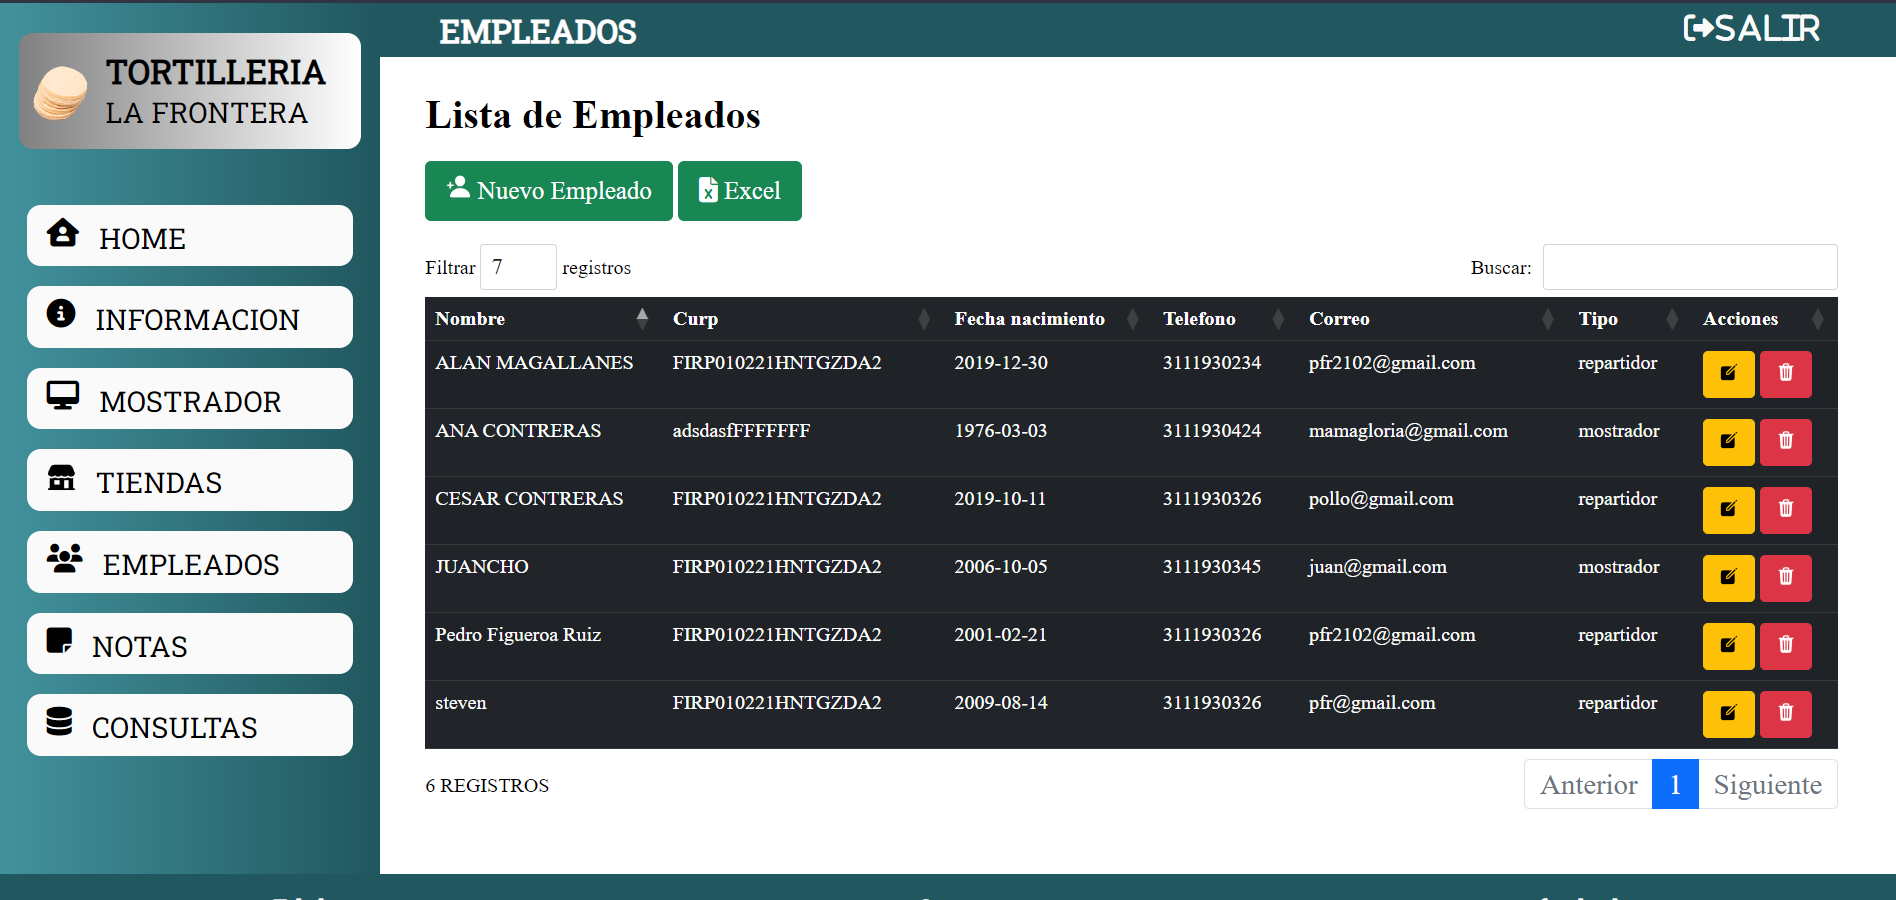 TORTILLERIA
LA FRONTERA
HOME
INFORMACION
MOSTRADOR
TIENDAS
EMPLEADOS
NOTAS
CONSULTAS
EMPLEADOS
SALIR
Lista de Empleados
Nuevo Empleado Excel
Filtrar 7 registros Buscar:
Nombre Curp Fecha nacimiento Telefono Correo Tipo Acciones
ALAN MAGALLANES FIRP010221HNTGZDA2 2019-12-30 3111930234 pfr2102@gmail.com repartidor
ANA CONTRERAS adsdasfFFFFFFF 1976-03-03 3111930424 mamagloria@gmail.com mostrador
CESAR CONTRERAS FIRP010221HNTGZDA2 2019-10-11 3111930326 pollo@gmail.com repartidor
JUANCHO FIRP010221HNTGZDA2 2006-10-05 3111930345 juan@gmail.com mostrador
Pedro Figueroa Ruiz FIRP010221HNTGZDA2 2001-02-21 3111930326 pfr2102@gmail.com repartidor
steven FIRP010221HNTGZDA2 2009-08-14 3111930326 pfr@gmail.com repartidor
6 REGISTROS
Anterior 1 Siguiente